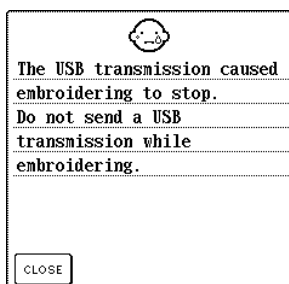 The USB transmission caused
embroidering to stop.
Do not send a USB
transmission while
embroidering.
CLOSE